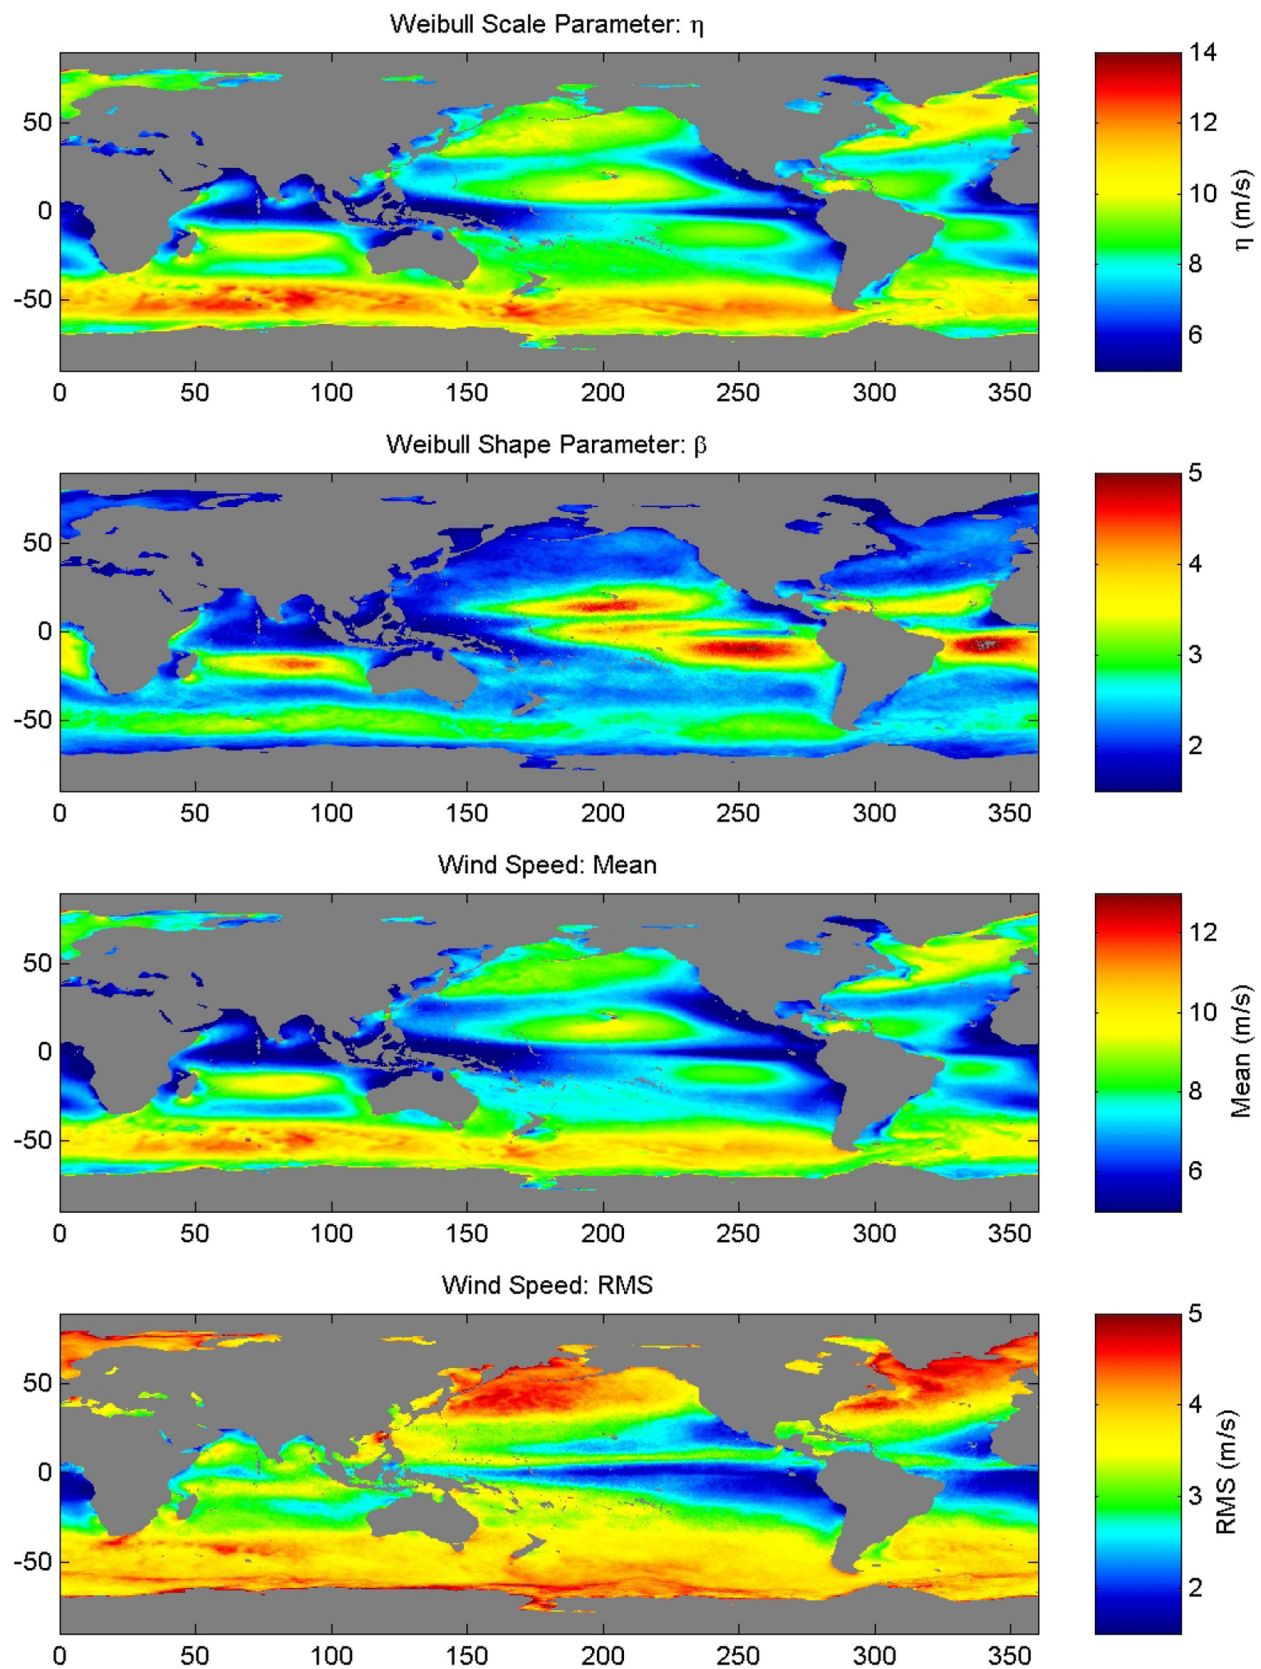 Weibull Scale Parameter: η
14
12
10
8
6
η (m/s)
50
0
-50
0 50 100 150 200 250 300 350
Weibull Shape Parameter: β
5
4
3
2
50
0
-50
0 50 100 150 200 250 300 350
Wind Speed: Mean
12
10
8
6
Mean (m/s)
50
0
-50
0 50 100 150 200 250 300 350
Wind Speed: RMS
5
4
3
2
RMS (m/s)
50
0
-50
0 50 100 150 200 250 300 350